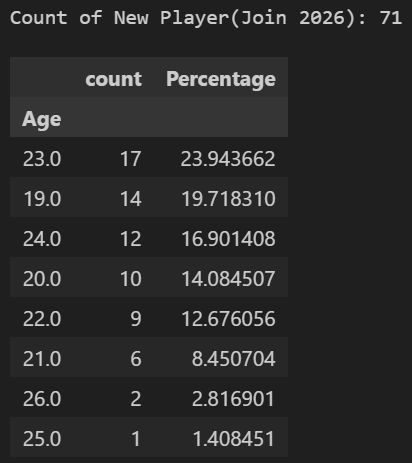 Count of New Player(Join 2026): 71
count Percentage
Age
23.0 17 23.943662
19.0 14 19.718310
24.0 12 16.901408
20.0 10 14.084507
22.0 9 12.676056
21.0 6 8.450704
26.0 2 2.816901
25.0 1 1.408451